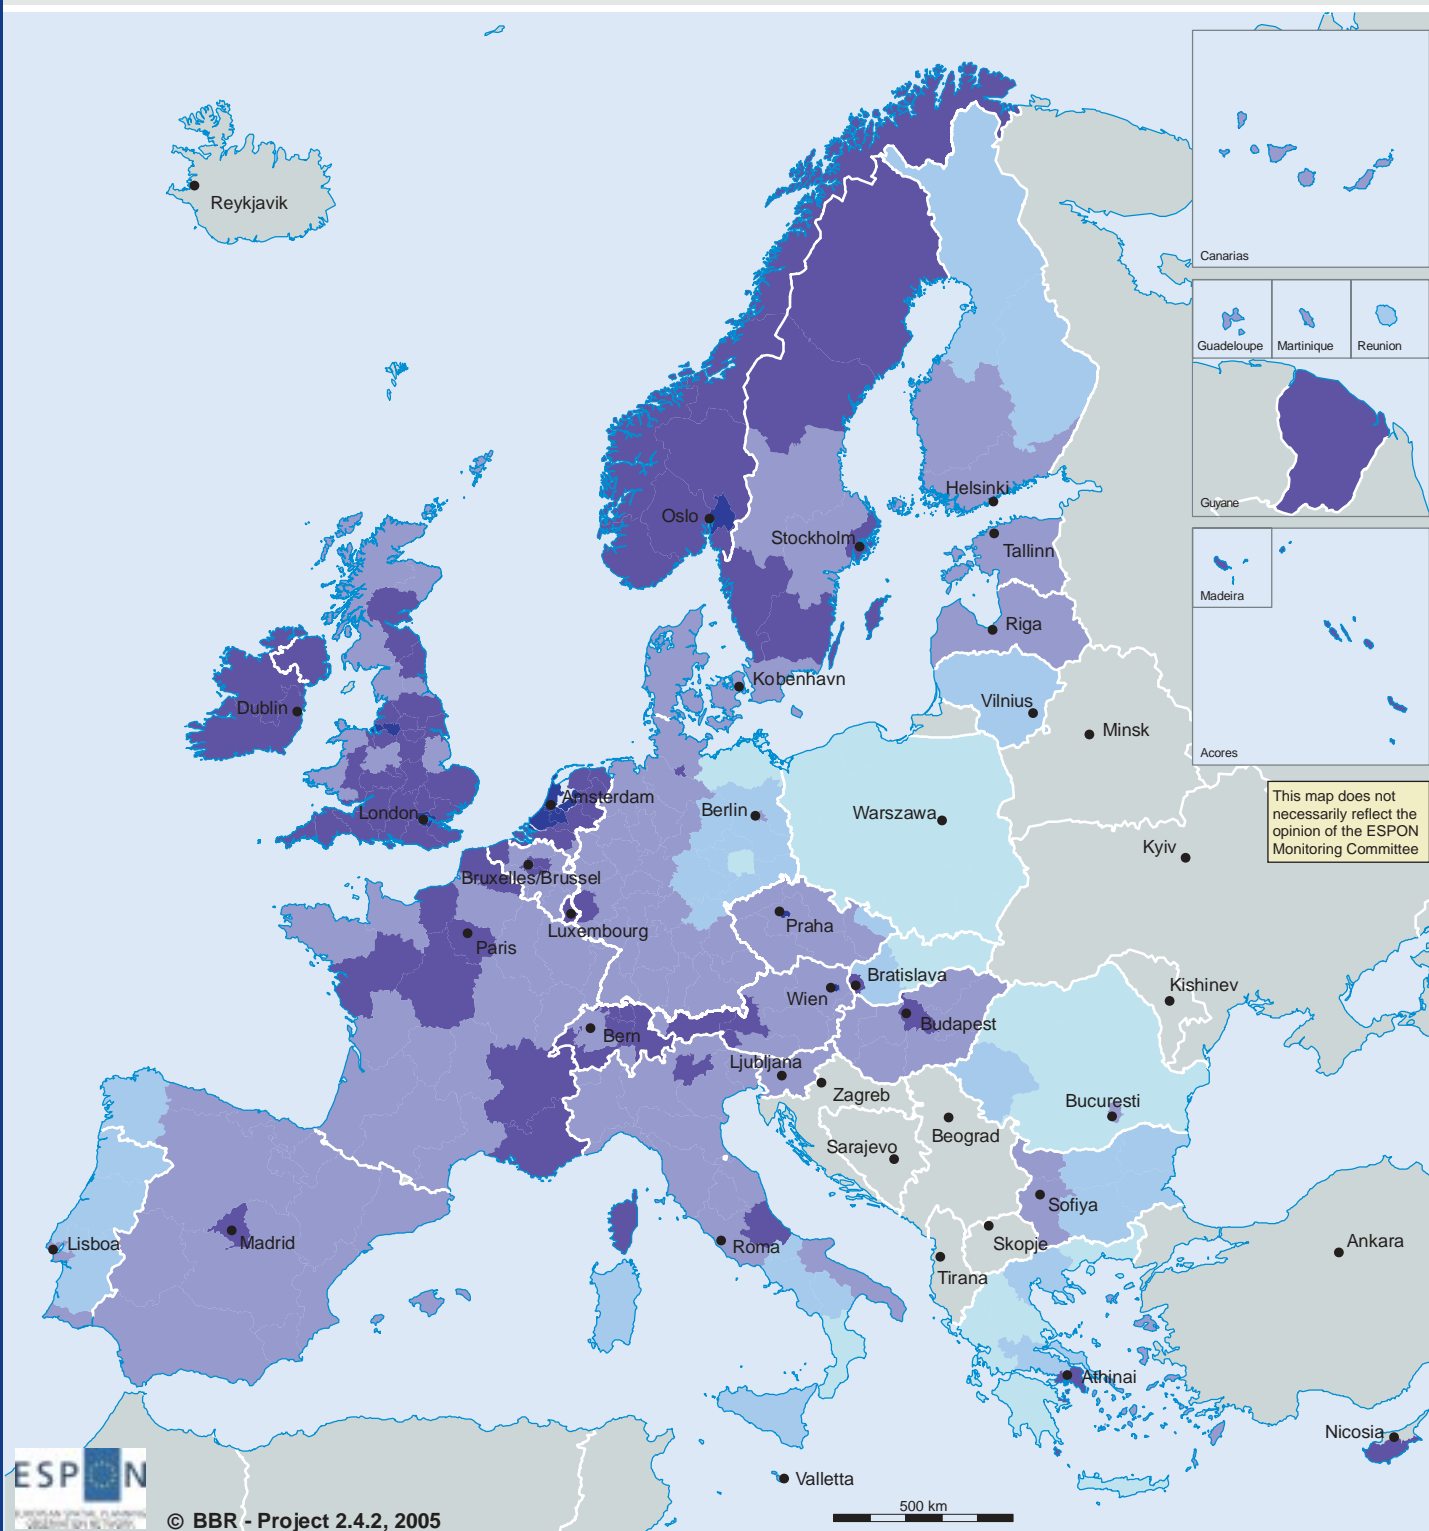 Reykjavik
Canarias
Guadeloupe
Martinique
Reunion
Guyane
Helsinki
Oslo
Stockholm
Tallinn
Madeira
Riga
Kobenhavn
Dublin
Vilnius
Minsk
Acores
This map does not
necessarily reflect the
opinion of the ESPON
Monitoring Committee
Amsterdam
London
Berlin
Warszawa
Kyiv
Bruxelles/Brussel
Luxembourg
Praha
Paris
Bratislava
Wien
Kishinev
Budapest
Bern
Ljubljana
Zagreb
Bucuresti
Beograd
Sarajevo
Sofiya
Lisboa
Madrid
Roma
Skopje
Ankara
Tirana
Athinai
Nicosia
Valletta
ESPON
500 km
© BBR - Project 2.4.2, 2005